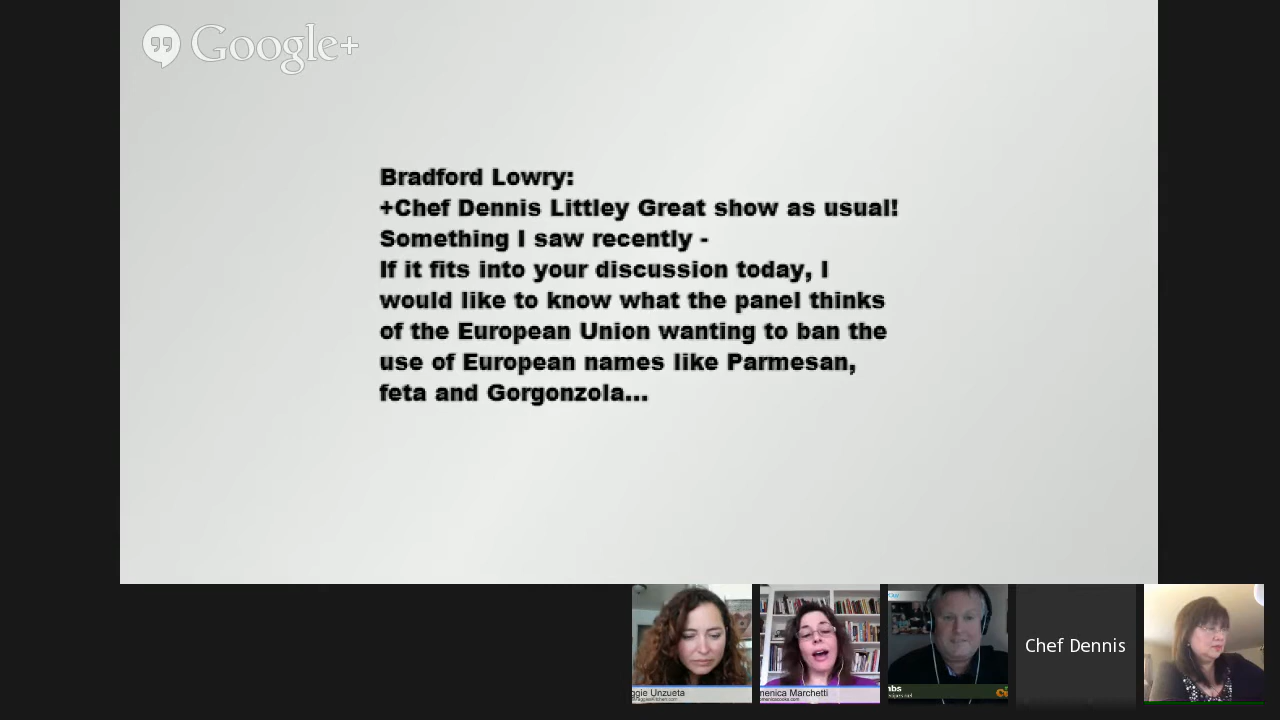 Google+
Bradford Lowry:
+Chef Dennis Littley Great show as usual!
Something I saw recently -
If it fits into your discussion today, I
would like to know what the panel thinks
of the European Union wanting to ban the
use of European names like Parmesan,
feta and Gorgonzola...
Unzueta
Marchetti
Chef Dennis